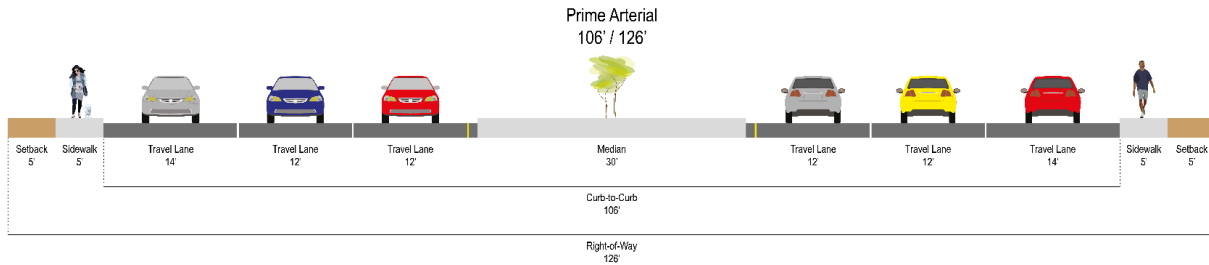 Prime Arterial
106' / 126'
Setback
5'
Sidewalk
5'
Travel Lane
14'
Travel Lane
12'
Travel Lane
12'
Median
30'
Travel Lane
12'
Travel Lane
12'
Travel Lane
14'
Sidewalk
5'
Setback
5'
Curb-to-Curb
106'
Right-of-Way
126'